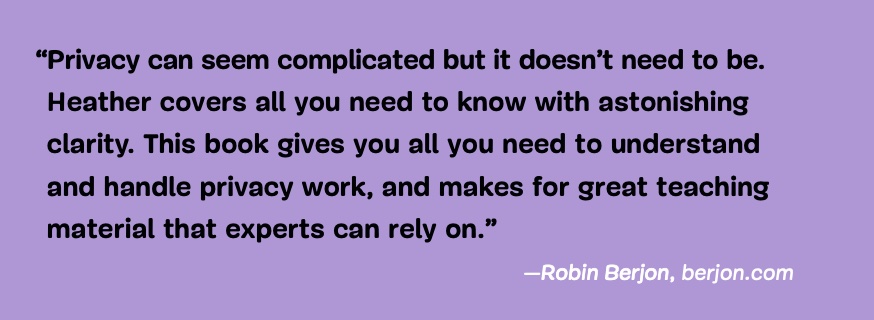 “Privacy can seem complicated but it doesn’t need to be.
Heather covers all you need to know with astonishing
clarity. This book gives you all you need to understand
and handle privacy work, and makes for great teaching
material that experts can rely on.”
—Robin Berjon, berjon.com